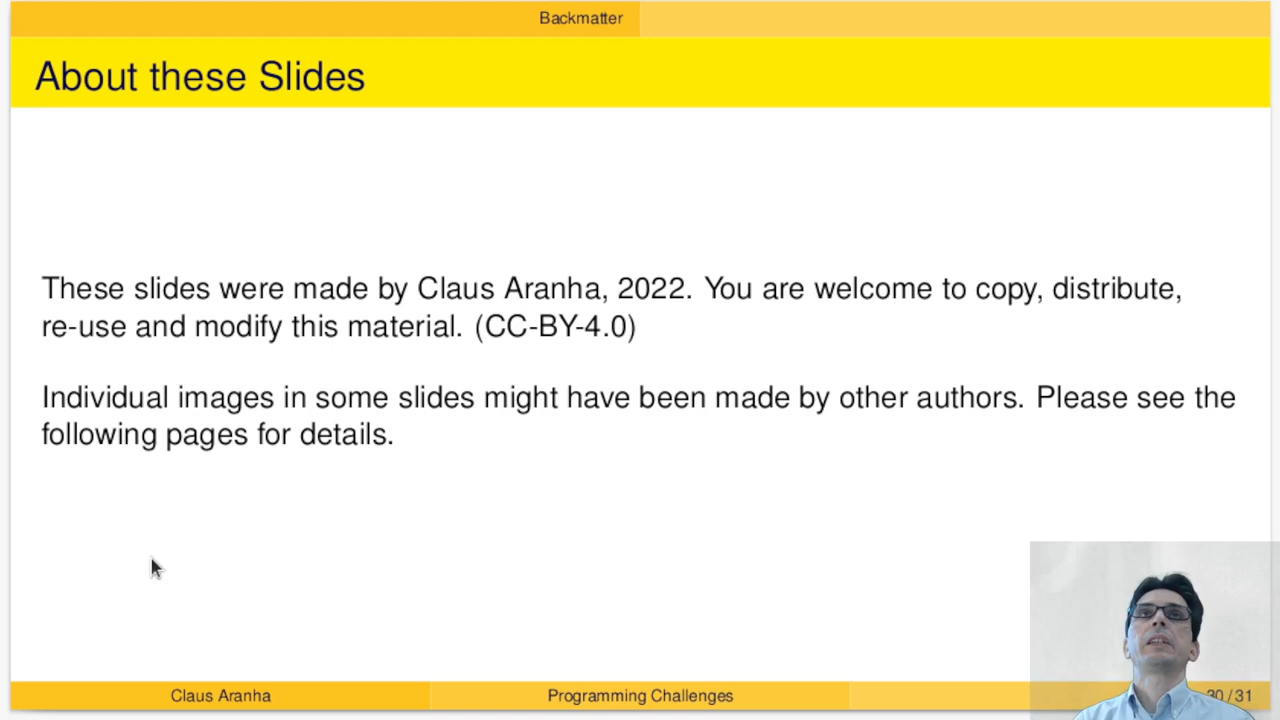 Backmatter
About these Slides
These slides were made by Claus Aranha, 2022. You are welcome to copy, distribute,
re-use and modify this material. (CC-BY-4.0)
Individual images in some slides might have been made by other authors. Please see the
following pages for details.
Claus Aranha
Programming Challenges
30 / 31